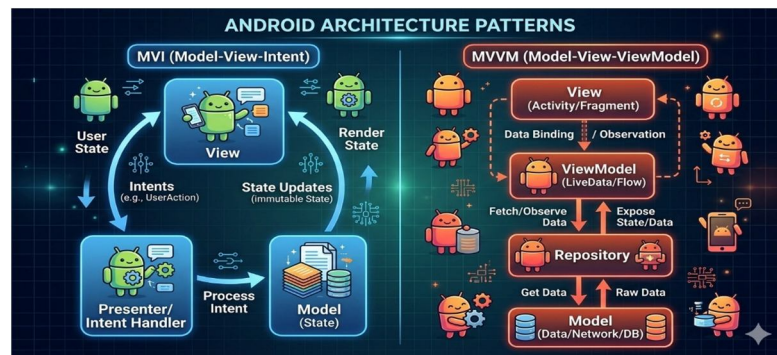 ANDROID ARCHITECTURE PATTERNS
MVI (Model-View-Intent)
User
State
View
Render
State
Intents
(e.g., UserAction)
State Updates
(immutable State)
Presenter/
Intent Handler
Process
Intent
Model
(State)
MVVM (Model-View-ViewModel)
View
(Activity/Fragment)
Data Binding / Observation
ViewModel
(LiveData/Flow)
Fetch/Observe
Data
Expose
State/Data
Repository
Get Data
Raw Data
Model
(Data/Network/DB)